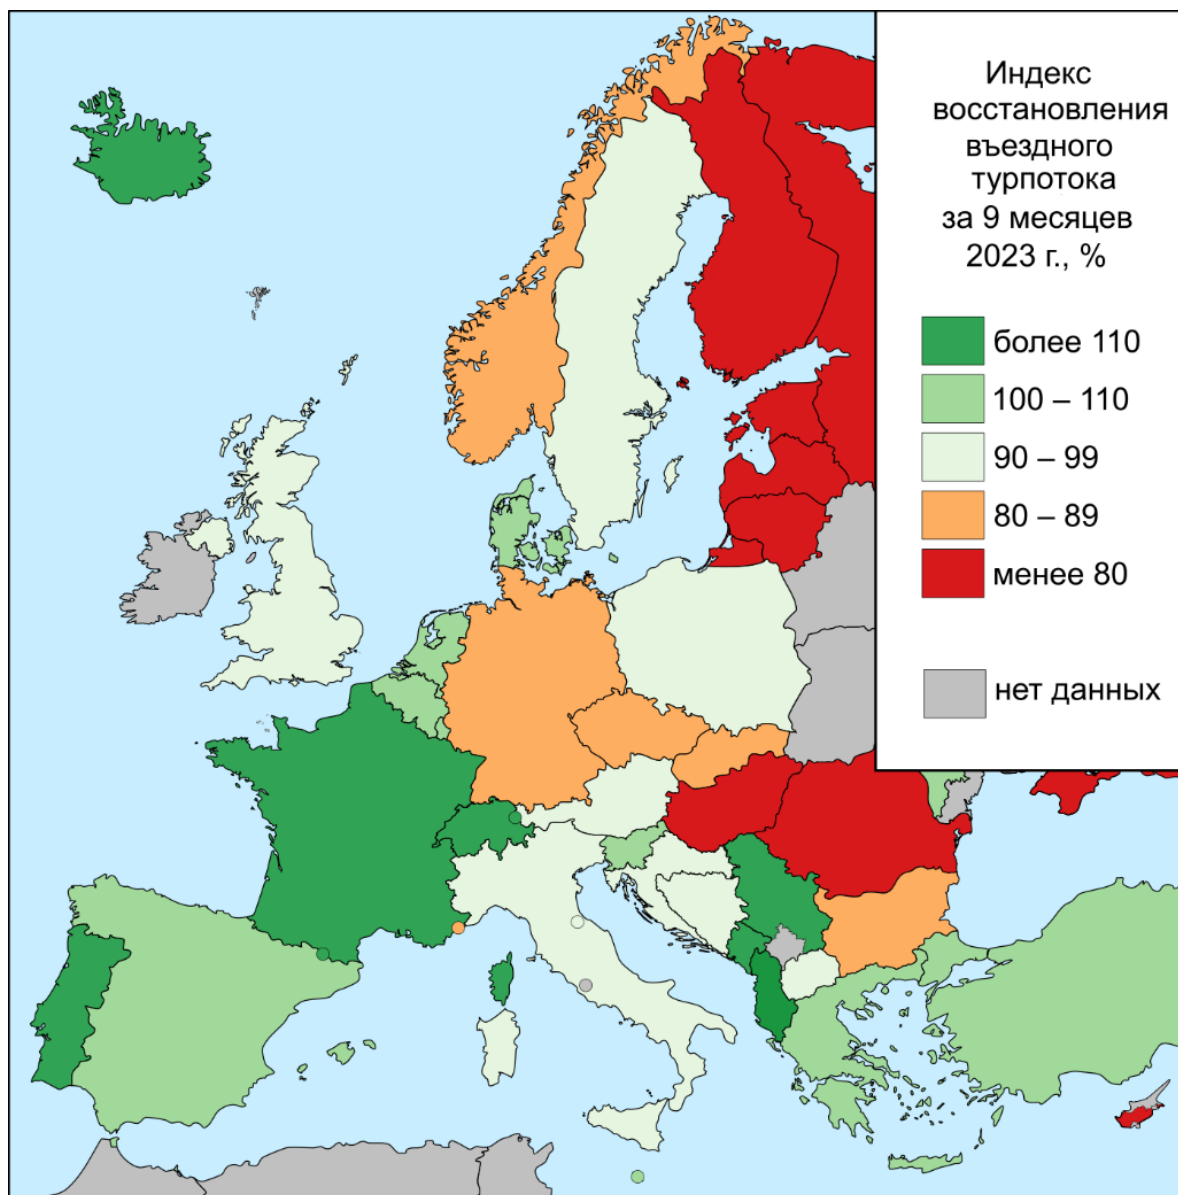 Индекс
восстановления
въездного
турпотока
за 9 месяцев
2023 г., %
более 110
100 – 110
90 – 99
80 – 89
менее 80
нет данных